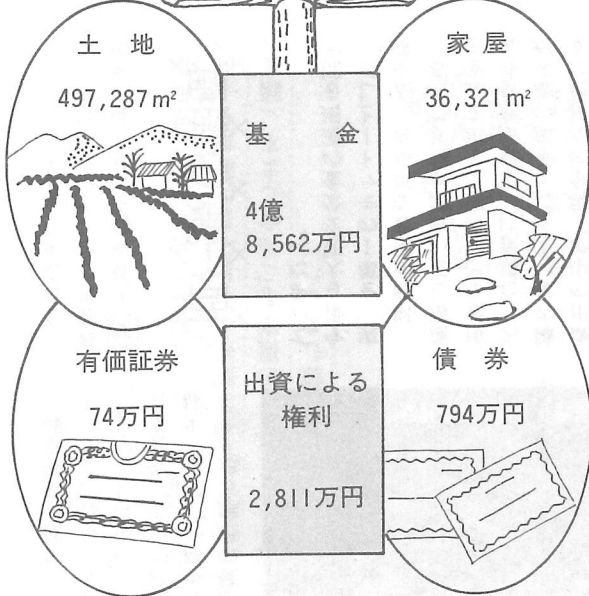 土地
497,287m²
家屋
36,321m²
基金
4億
8,562万円
有価証券
74万円
出資による
権利
2,811万円
債券
794万円